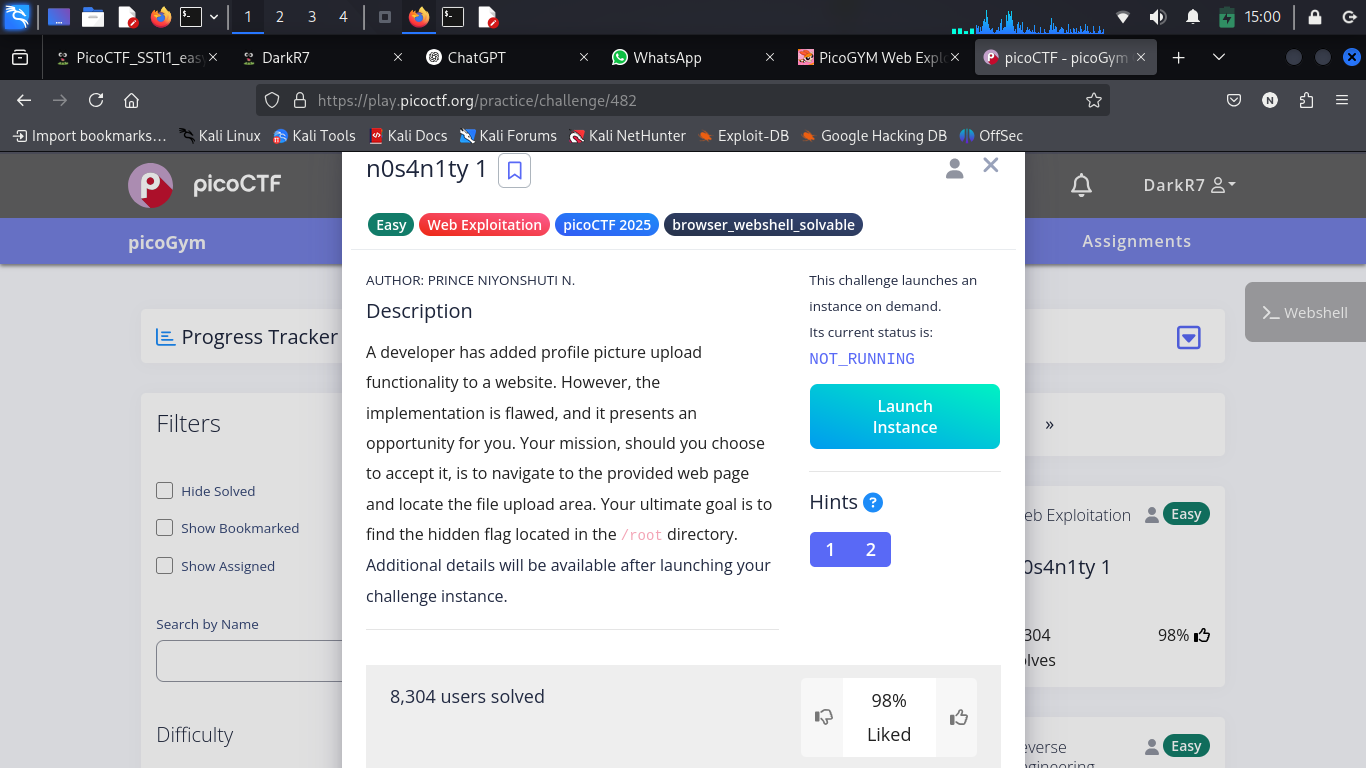 1 2 3 4 15:00
PicoCTF_SSTI1_easy DarkR7 ChatGPT WhatsApp PicoGYM Web Explo picoCTF - picoGym
https://play.picoctf.org/practice/challenge/482
Import bookmarks... Kali Linux Kali Tools Kali Docs Kali Forums Kali NetHunter Exploit-DB Google Hacking DB OffSec
picoCTF
DarkR7
picoGym
Assignments
n0s4n1ty 1
Easy Web Exploitation picoCTF 2025 browser_webshell_solvable
AUTHOR: PRINCE NIYONSHUTI N.
Description
A developer has added profile picture upload
functionality to a website. However, the
implementation is flawed, and it presents an
opportunity for you. Your mission, should you choose
to accept it, is to navigate to the provided web page
and locate the file upload area. Your ultimate goal is to
find the hidden flag located in the /root directory.
Additional details will be available after launching your
challenge instance.
This challenge launches an
instance on demand.
Its current status is:
NOT_RUNNING
Launch
Instance
Hints ?
1 2
8,304 users solved
98%
Liked
Webshell
Progress Tracker
Filters
Hide Solved
Show Bookmarked
Show Assigned
Search by Name
Difficulty
»
eb Exploitation Easy
0s4n1ty 1
304
98%
olves
everse
Easy
ngineering